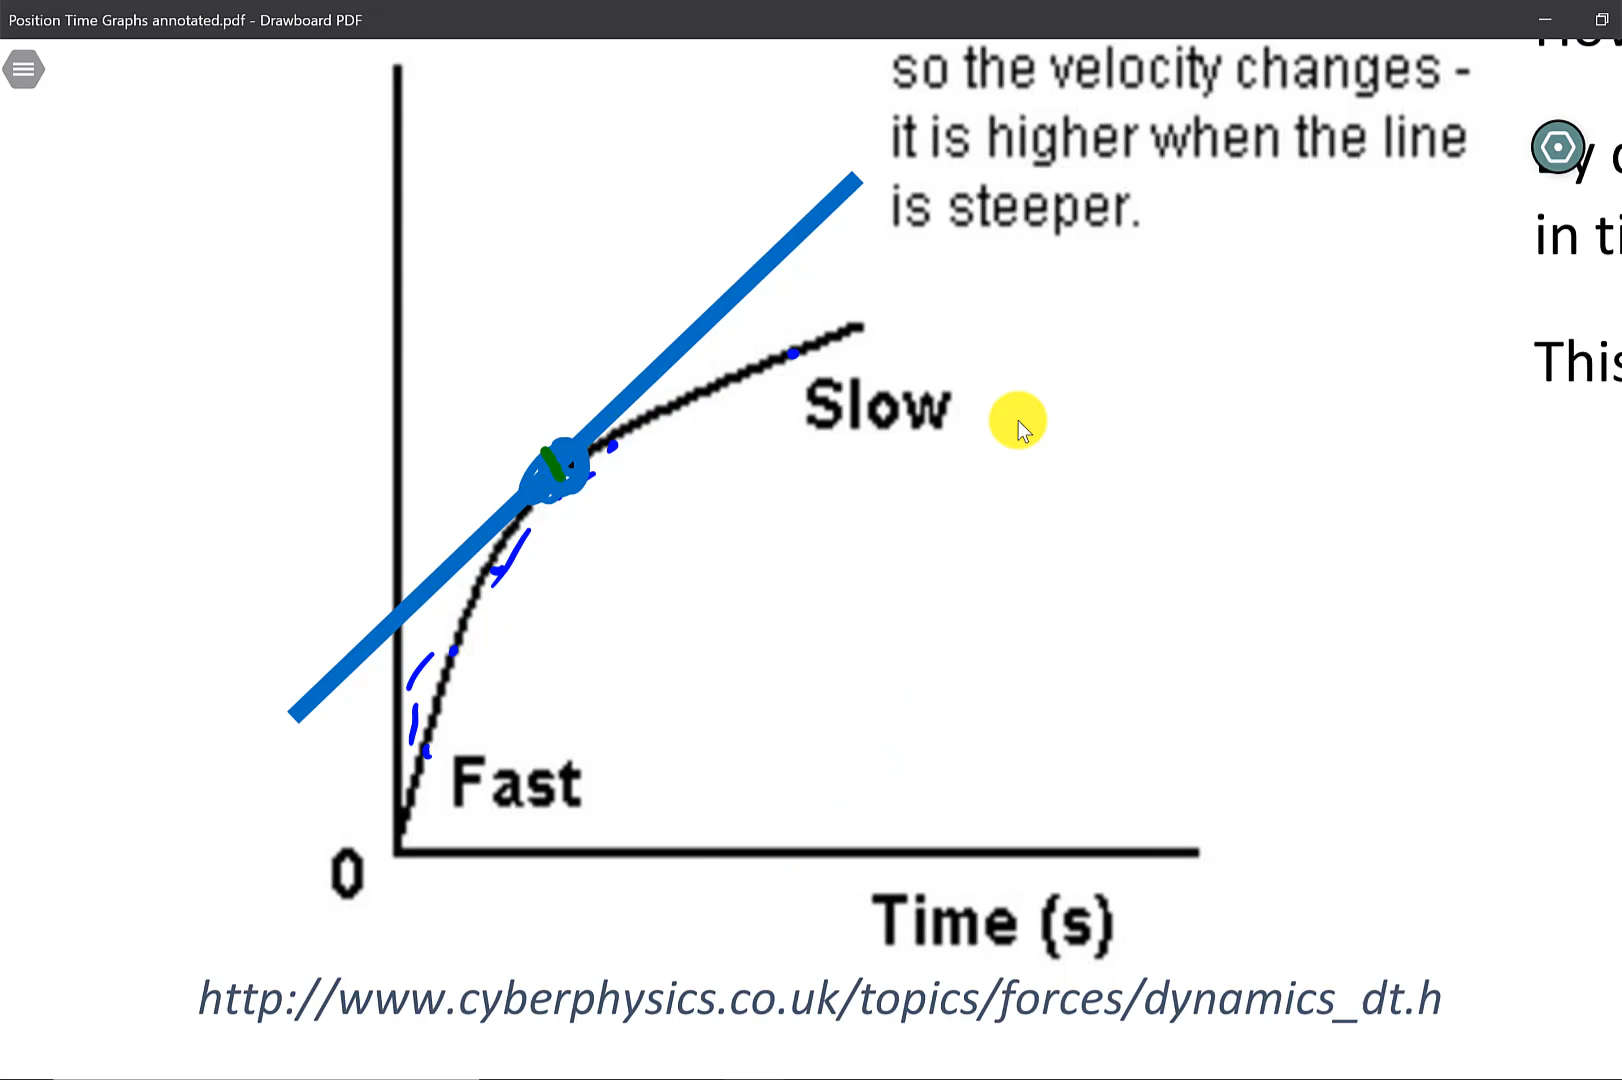 Position Time Graphs annotated.pdf - Drawboard PDF
so the velocity changes -
it is higher when the line
is steeper.
in ti
This
Slow
Fast
0
Time (s)
http://www.cyberphysics.co.uk/topics/forces/dynamics_dt.h